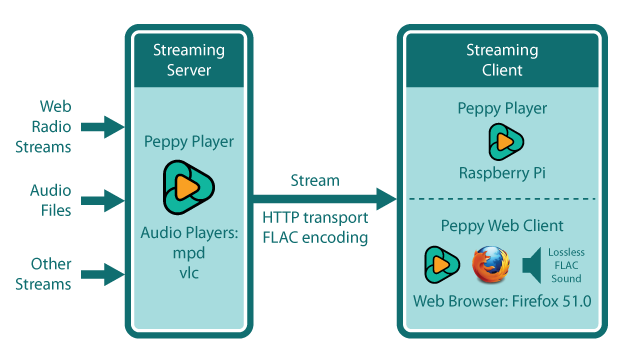 Web
Radio
Streams
Audio
Files
Other
Streams
Streaming
Server
Peppy Player
Audio Players:
mpd
vlc
Stream
HTTP transport
FLAC encoding
Streaming
Client
Peppy Player
Raspberry Pi
Peppy Web Client
Lossless
FLAC
Sound
Web Browser: Firefox 51.0